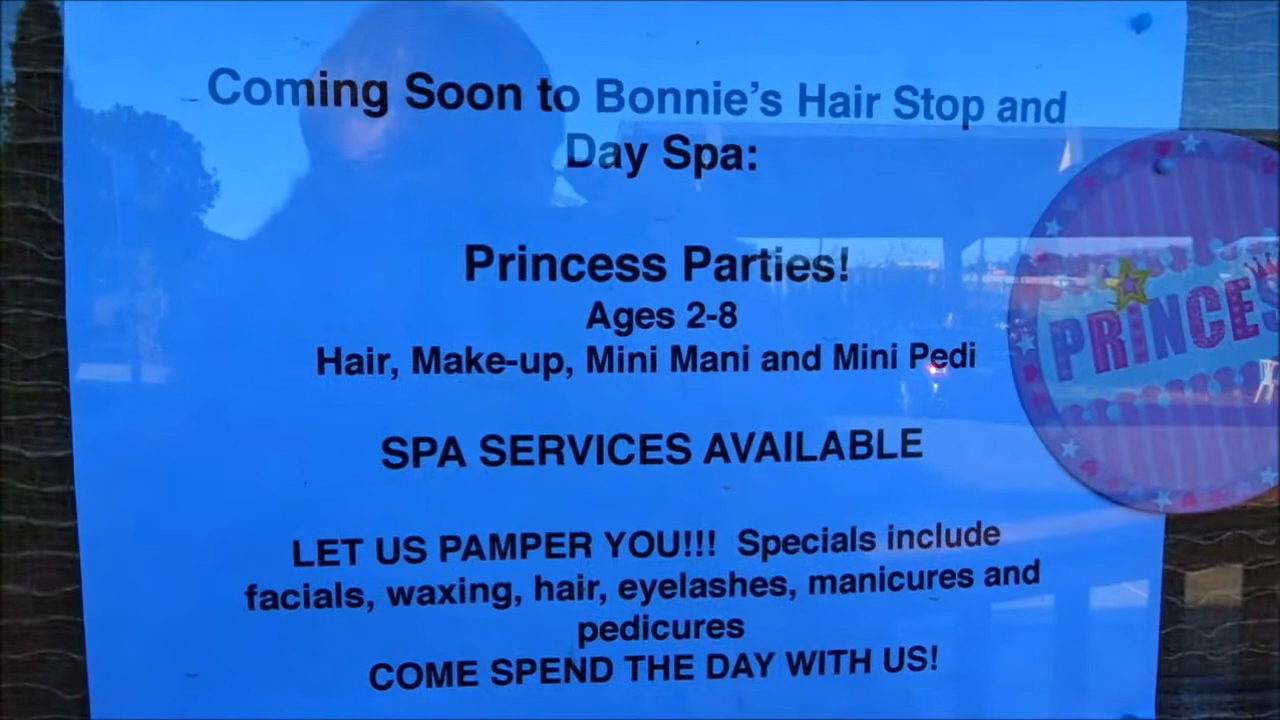 Coming Soon to Bonnie's Hair Stop and
Day Spa:
Princess Parties!
Ages 2-8
Hair, Make-up, Mini Mani and Mini Pedi
PRINCES
SPA SERVICES AVAILABLE
LET US PAMPER YOU!!! Specials include
facials, waxing, hair, eyelashes, manicures and
pedicures
COME SPEND THE DAY WITH US!